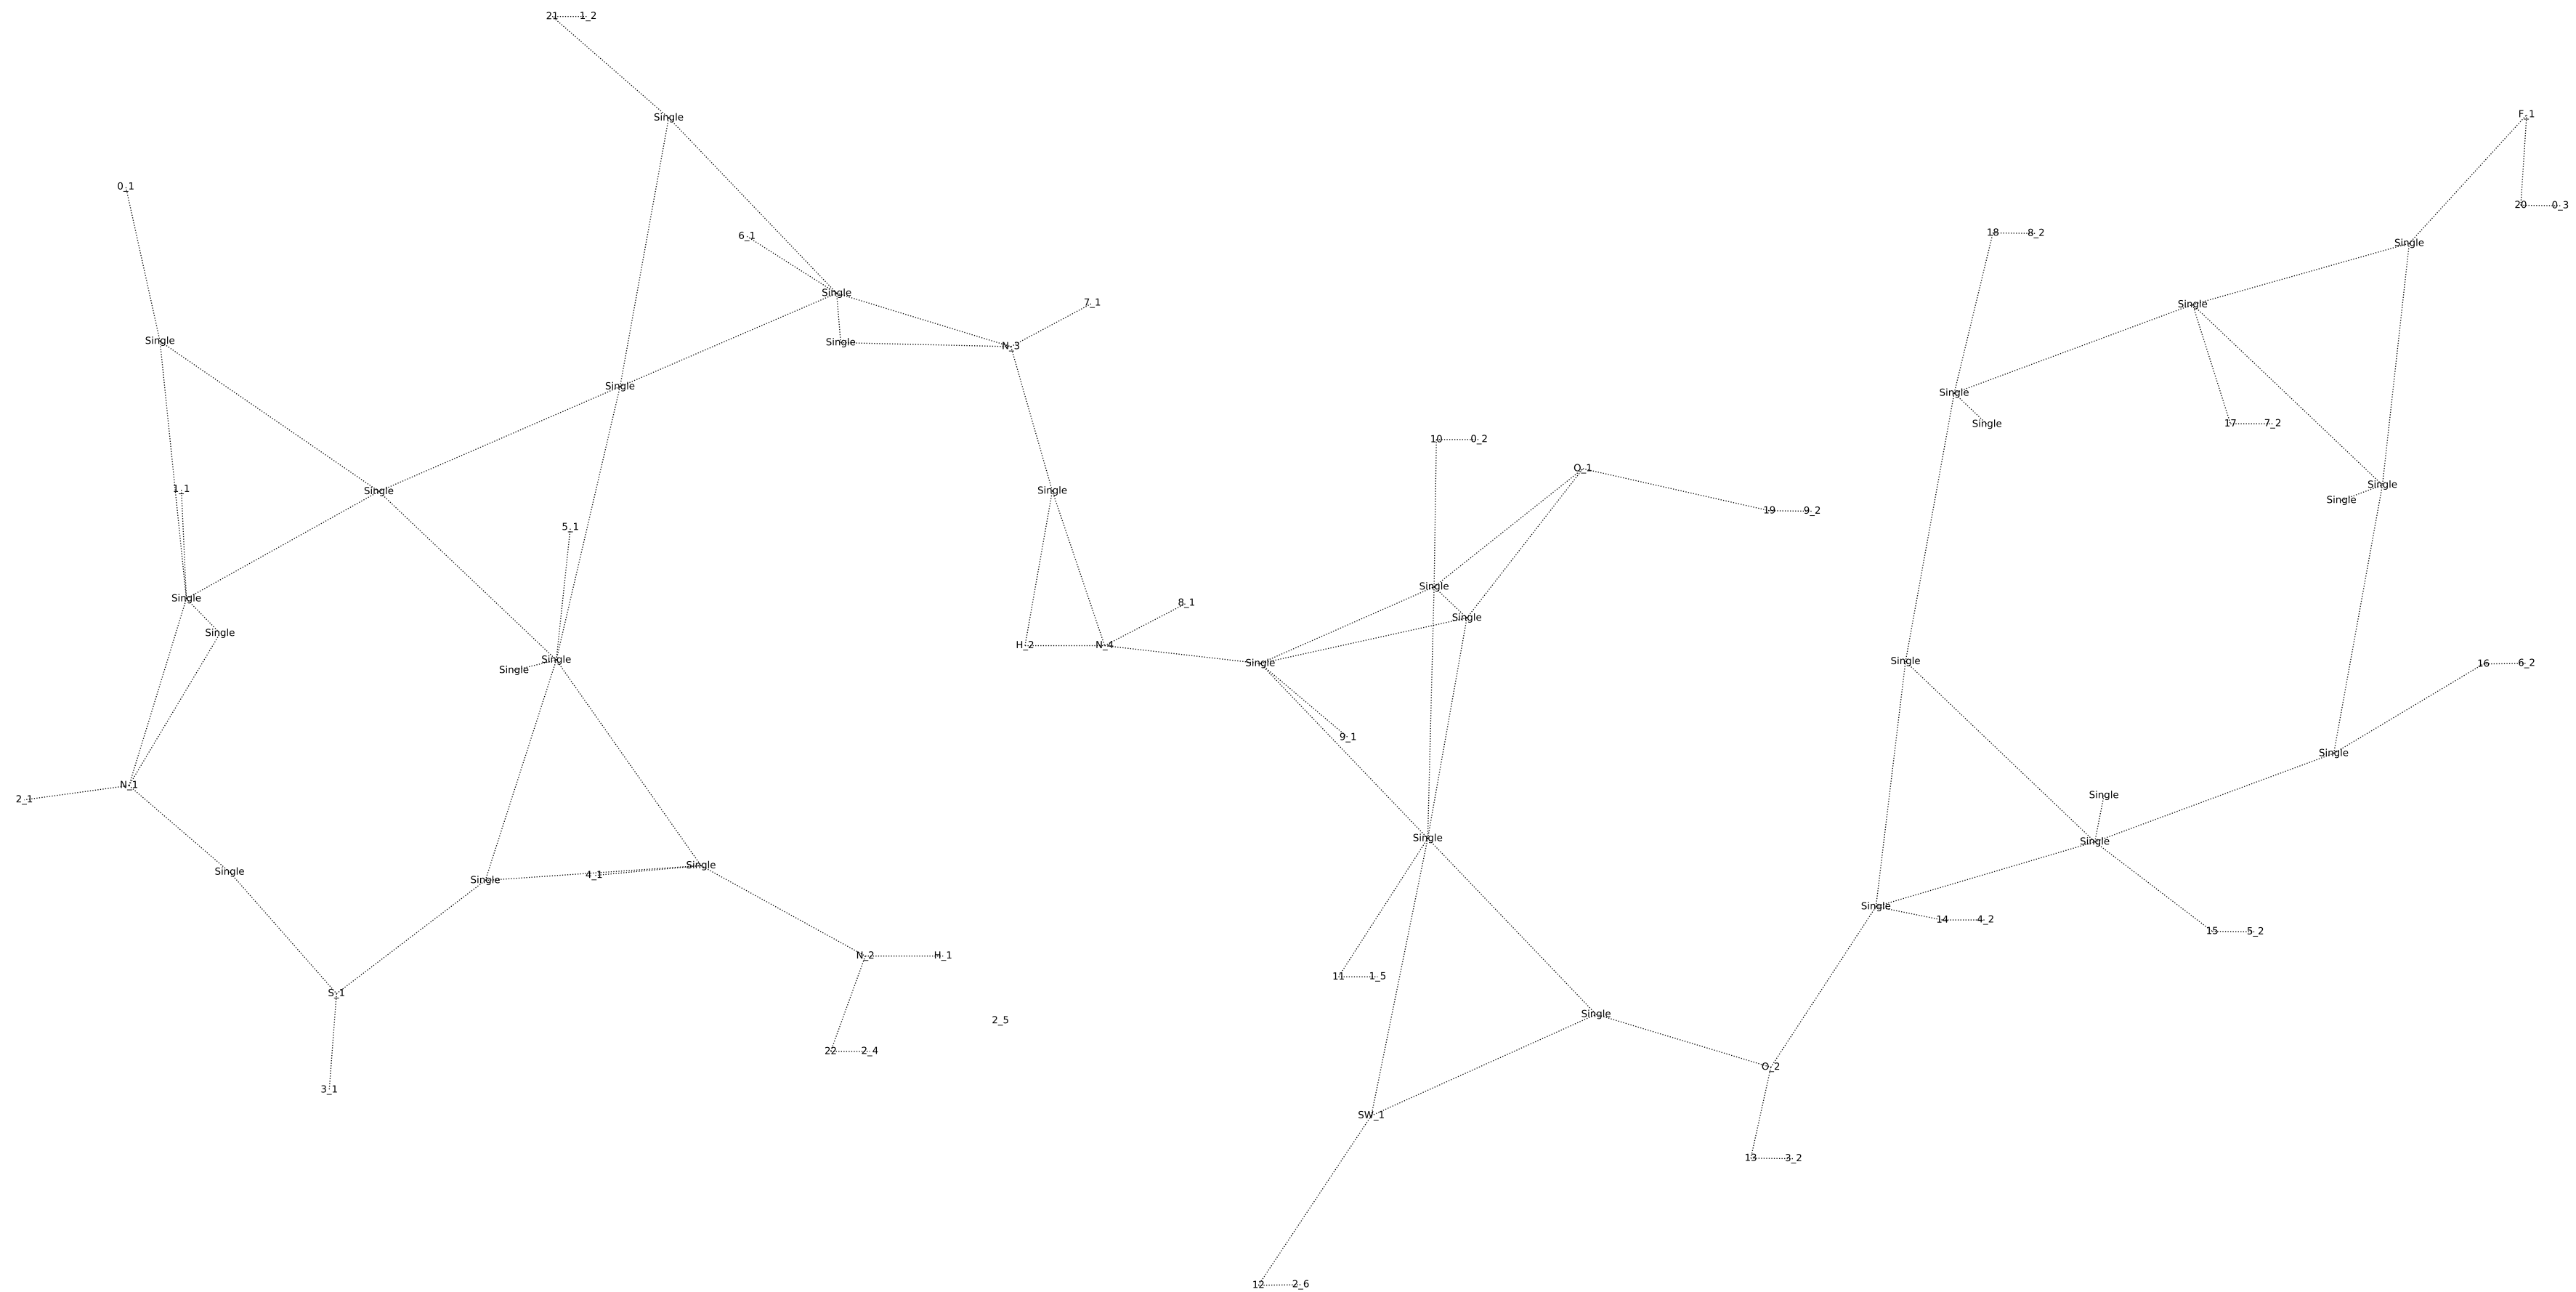 21 1_2
F_1
Single
0_1
20 0_3
18 8_2
6_1
Single
Single
7_1
Single
Single
Single
N_3
Single
Single
Single
Single
17 7_2
10 0_2
O_1
Single
1_1
Single
Single
Single
19 9_2
5_1
Single
Single
8_1
Single
Single
H_2 N_4
Single
Single
Single
16 6_2
Single
9_1
Single
N_1
Single
2_1
Single
Single
Single
Single
4_1
Single
Single
14 4_2
15 5_2
N_2 H_1
11 1_5
S_1
Single
2_5
22 2_4
O_2
3_1
SW_1
13 3_2
12 2_6